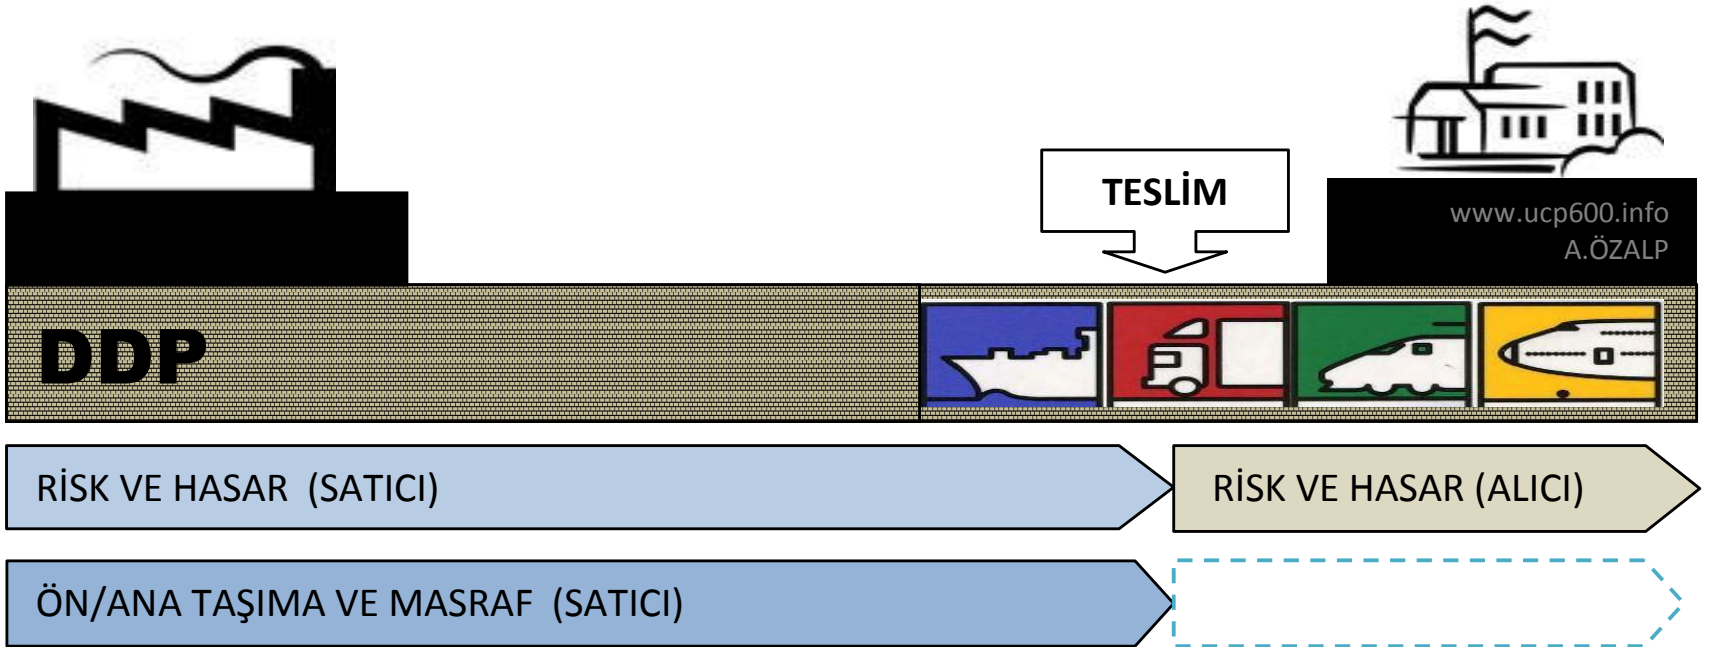 TESLİM
www.ucp600.info
A.ÖZALP
DDP
RİSK VE HASAR (SATICI)
RİSK VE HASAR (ALICI)
ÖN/ANA TAŞIMA VE MASRAF (SATICI)